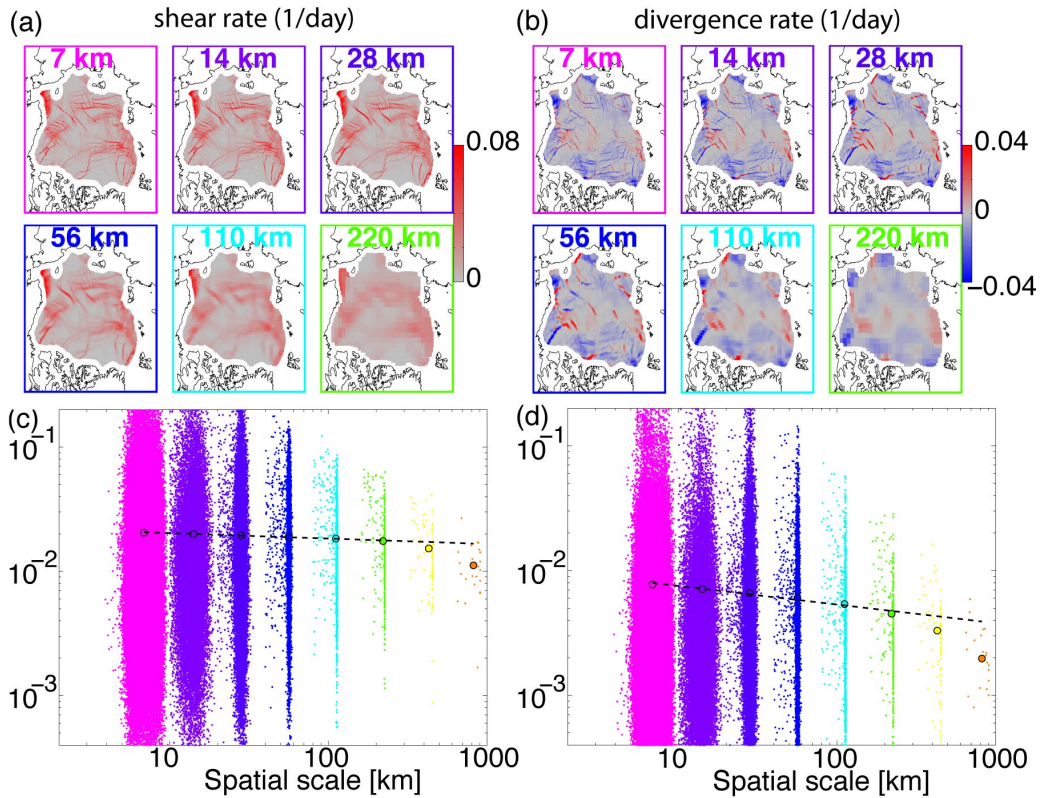 (a) shear rate (1/day)
(b) divergence rate (1/day)
7 km 14 km 28 km
7 km 14 km 28 km
0.08
0
0.04
0
−0.04
56 km 110 km 220 km
56 km 110 km 220 km
(c)
10⁻¹
10⁻²
10⁻³
10 100 1000
Spatial scale [km]
(d)
10⁻¹
10⁻²
10⁻³
10 100 1000
Spatial scale [km]